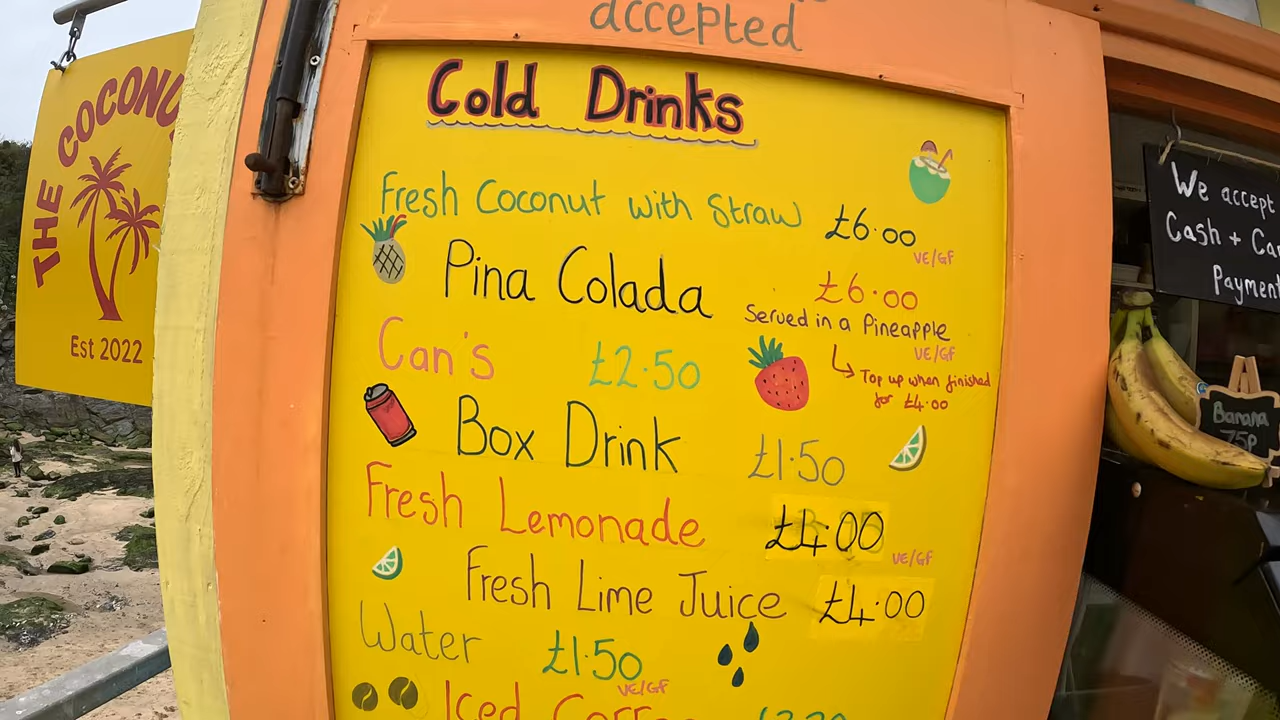 accepted
Cold Drinks
Fresh Coconut with Straw £6.00
VE/GF
Pina Colada £6.00
Served in a Pineapple
VE/GF
Top up when finished
for £4.00
Can's £2.50
Box Drink £1.50
Fresh Lemonade £4.00
VE/GF
Fresh Lime Juice £4.00
Water £1.50
VE/GF
Iced
THE COCONU
Est 2022
We accept
Cash +
Payment
Banana
75p